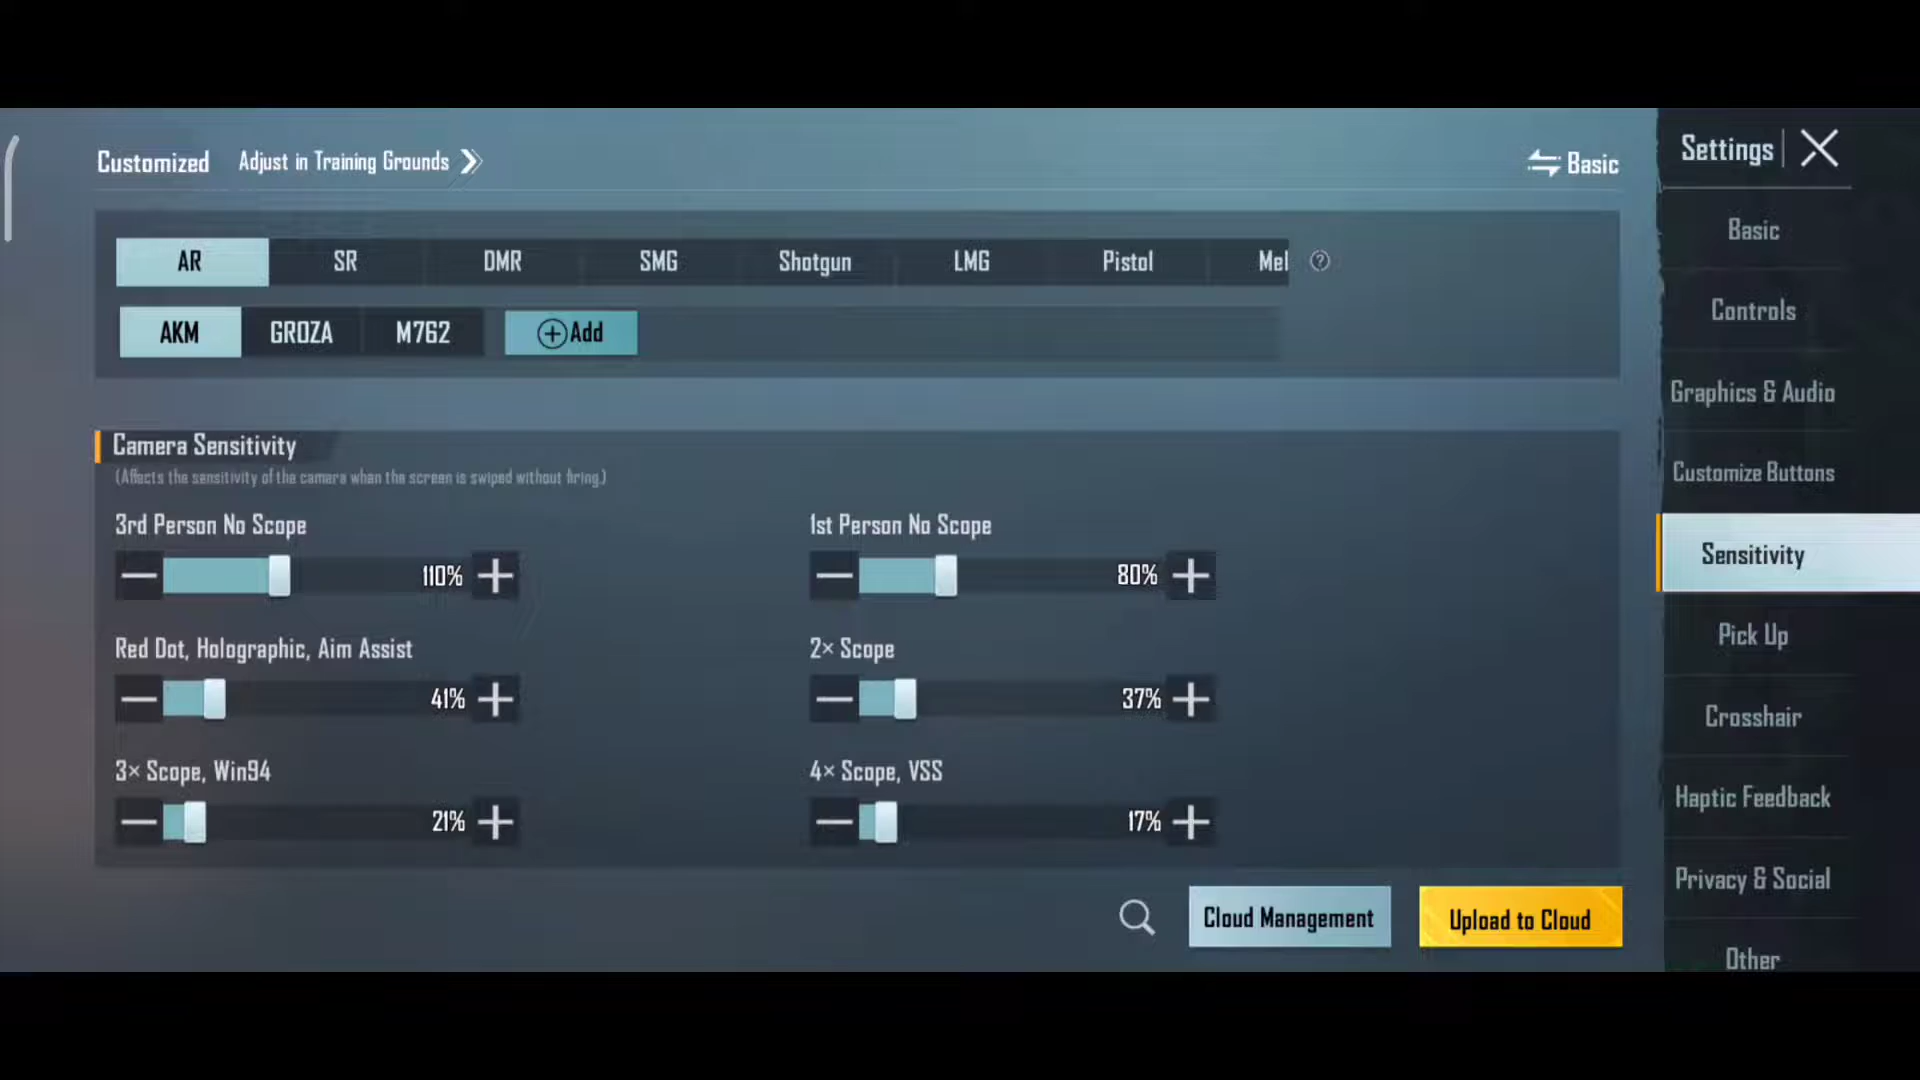 Customized Adjust in Training Grounds
Basic
Settings
AR SR DMR SMG Shotgun LMG Pistol Mel ?
AKM GROZA M762 Add
Camera Sensitivity
(Affects the sensitivity of the camera when the screen is swiped without firing.)
3rd Person No Scope
110%
1st Person No Scope
80%
Red Dot, Holographic, Aim Assist
41%
2× Scope
37%
3× Scope, Win94
21%
4× Scope, VSS
17%
Cloud Management
Upload to Cloud
Basic
Controls
Graphics & Audio
Customize Buttons
Sensitivity
Pick Up
Crosshair
Haptic Feedback
Privacy & Social
Other